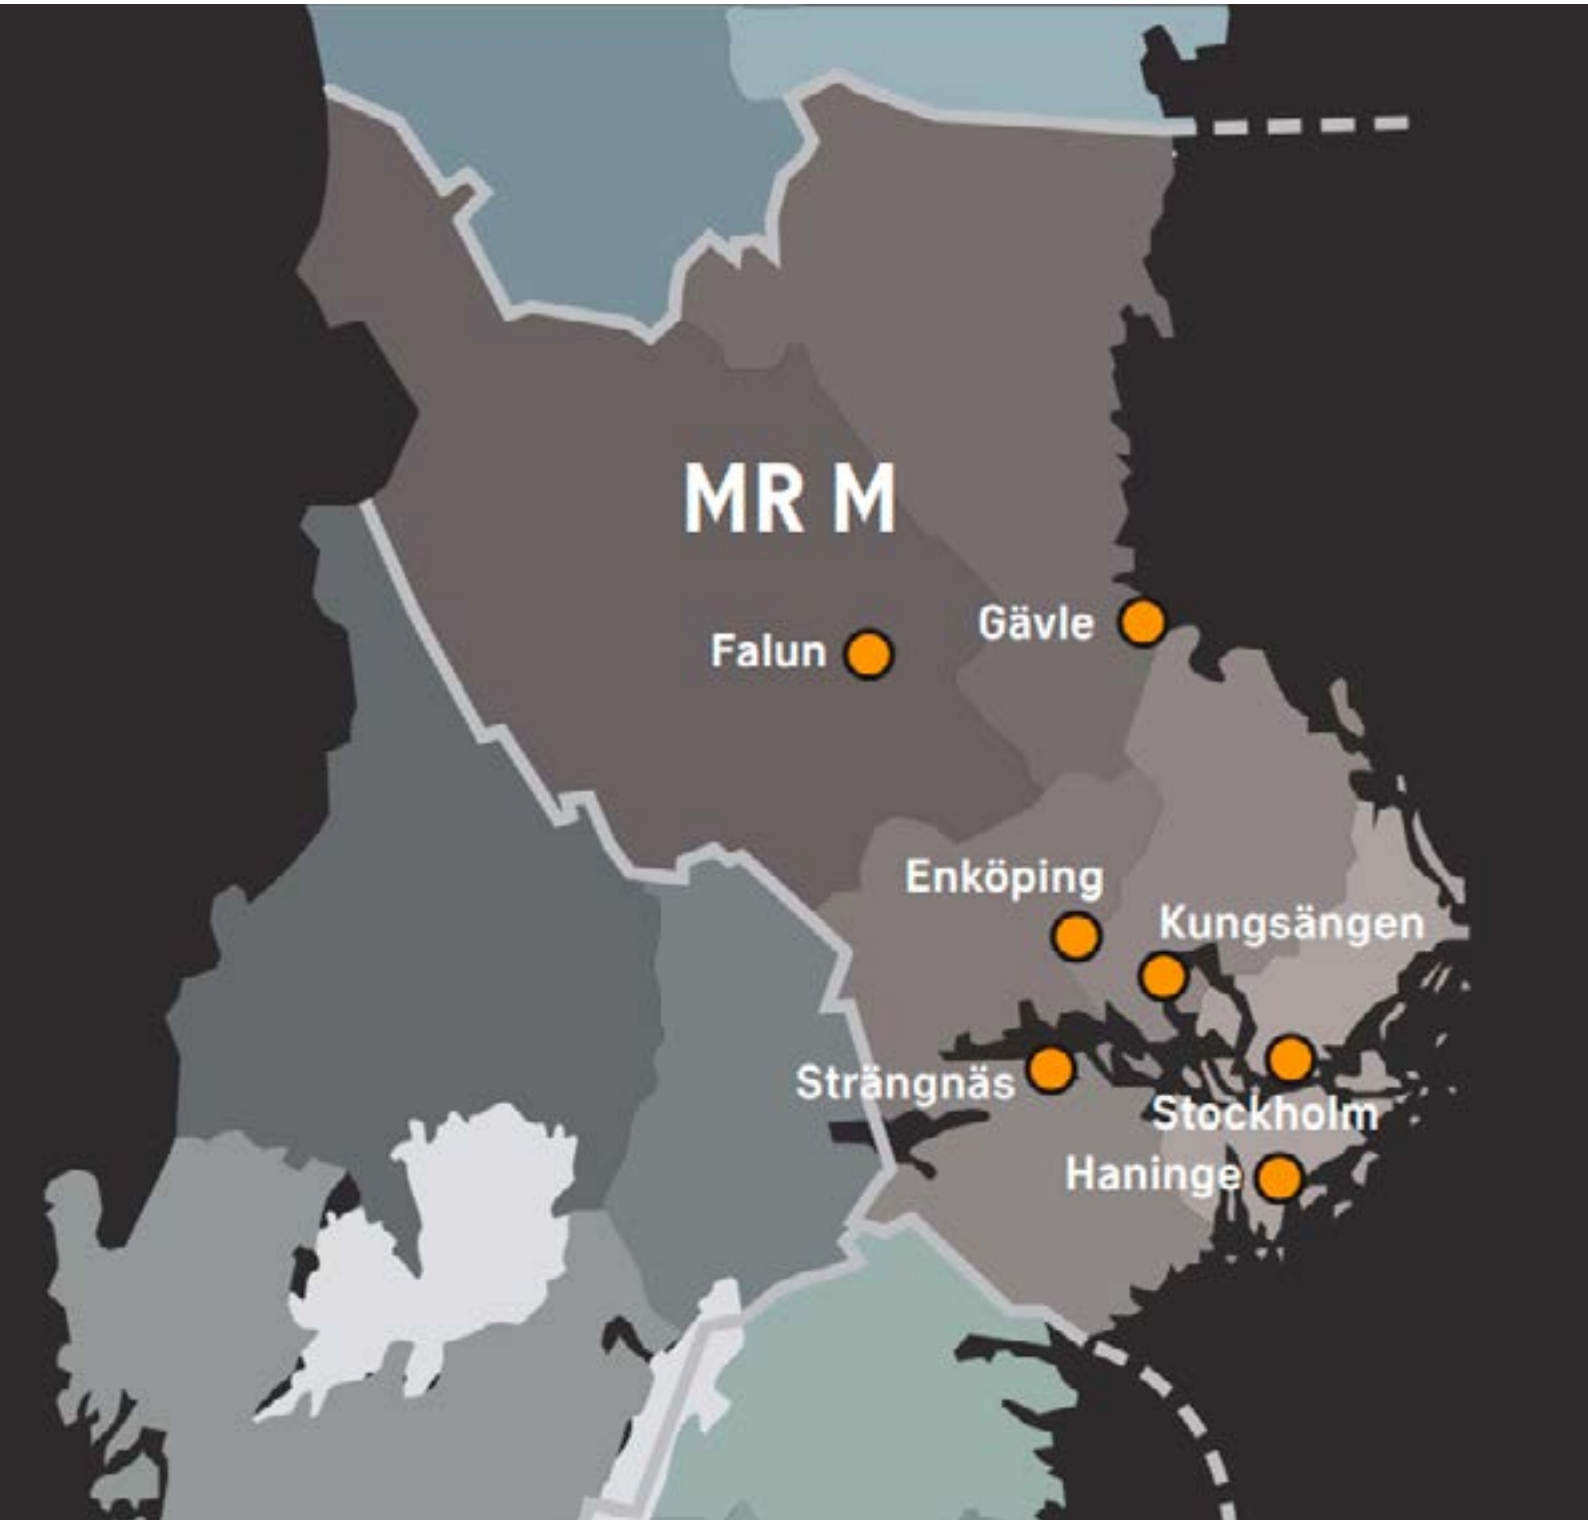 MR M
Gävle
Falun
Enköping
Kungsängen
Strängnäs
Stockholm
Haninge